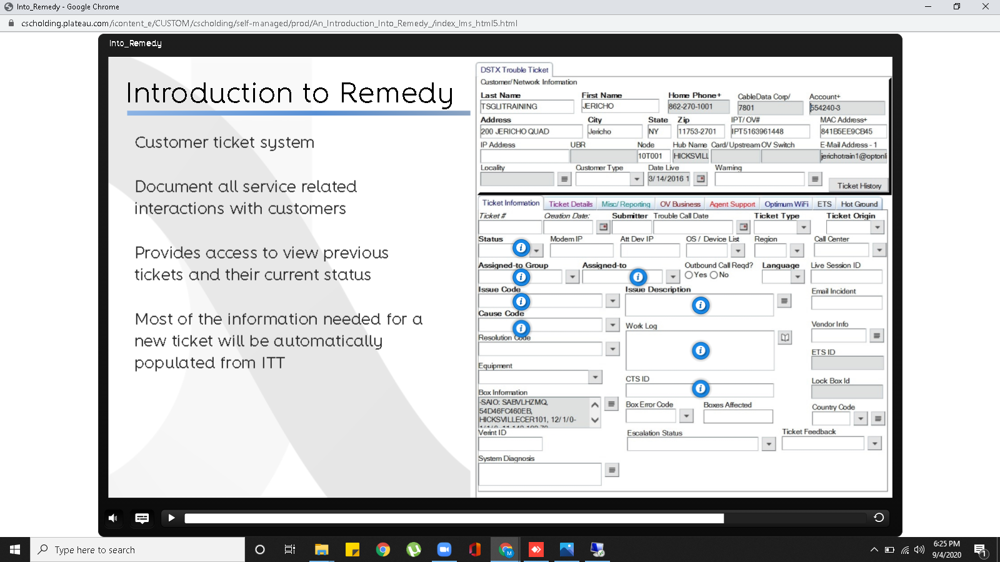 Into_Remedy - Google Chrome
cscholding.plateau.com/icontent_e/CUSTOM/cscholding/self-managed/prod/An_Introduction_Into_Remedy_/index_lms_html5.html
Into_Remedy
Introduction to Remedy
Customer ticket system
Document all service related
interactions with customers
Provides access to view previous
tickets and their current status
Most of the information needed for a
new ticket will be automatically
populated from ITT
DSTX Trouble Ticket
Customer/Network Information
Last Name First Name Home Phone+ CableData Corp/ Account+
TSGLITRAINING JERICHO 862-270-1001 7801 554240-3
Address City State Zip IPT/OV# MAC Address+
200 JERICHO QUAD Jericho NY 11753-2701 IPT5163961448 841B5EE9CB45
IP Address UBR Node Hub Name Card/Upstream OV Switch E-Mail Address - 1
10T001 HICKSVILL jerichotrain1@optonli
Locality Customer Type Date Live Warning
3/14/2016 1
Ticket History
Ticket Information Ticket Details Misc/Reporting OV Business Agent Support Optimum WiFi ETS Hot Ground
Ticket # Creation Date: Submitter Trouble Call Date Ticket Type Ticket Origin
Status Modem IP Att Dev IP OS / Device List Region Call Center
Assigned-to Group Assigned-to Outbound Call Reqd? Language Live Session ID
Yes No
Issue Code Issue Description Email Incident
Cause Code
Work Log Vendor Info
Resolution Code
ETS ID
Equipment
CTS ID Lock Box Id
Box Information
-SAIO: SABVLHZMQ,
54D46FC460EB,
HICKSVILLECER101, 12/1/0-
Box Error Code Boxes Affected Country Code
Verint ID Escalation Status Ticket Feedback
System Diagnosis
Type here to search
6:25 PM
9/4/2020
1